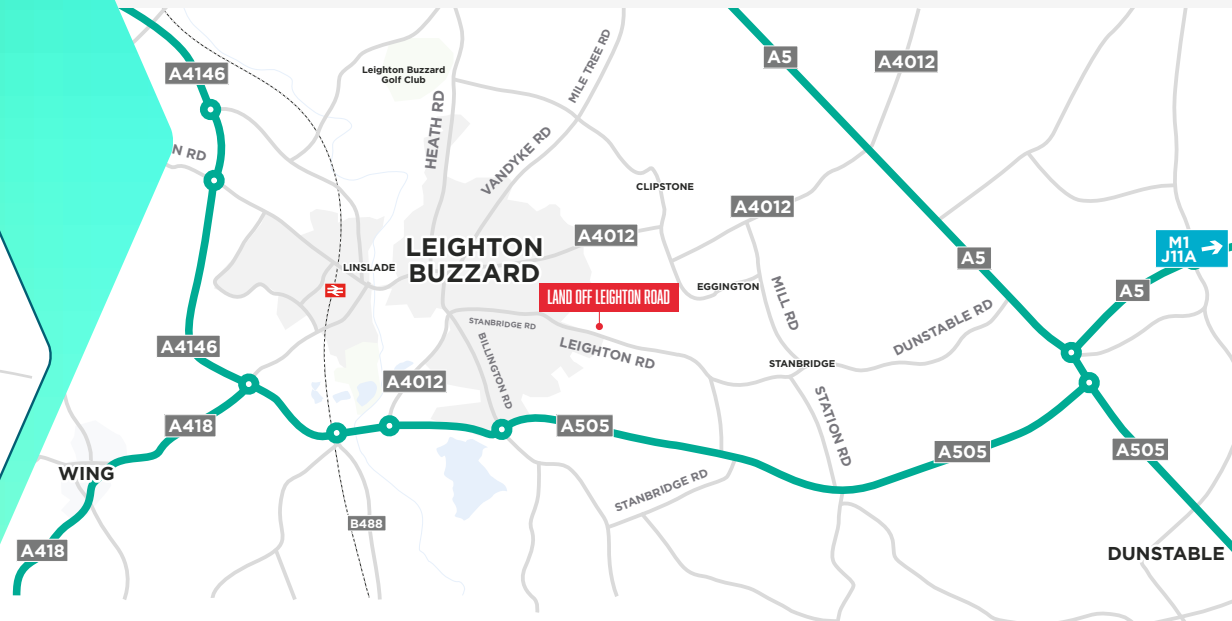 A5
A4012
A4146
Leighton Buzzard
Golf Club
MILE TREE RD
HEATH RD
N RD
VANDYKE RD
CLIPSTONE
A4012
A4012
LEIGHTON
BUZZARD
M1
J11A
A5
LINSLADE
EGGINGTON
A5
LAND OFF LEIGHTON ROAD
MILL RD
STANBRIDGE RD
DUNSTABLE RD
A4146
BILLINGTON RD
LEIGHTON RD
STANBRIDGE
A4012
A418
A505
STATION RD
A505
A505
WING
STANBRIDGE RD
B488
A418
DUNSTABLE